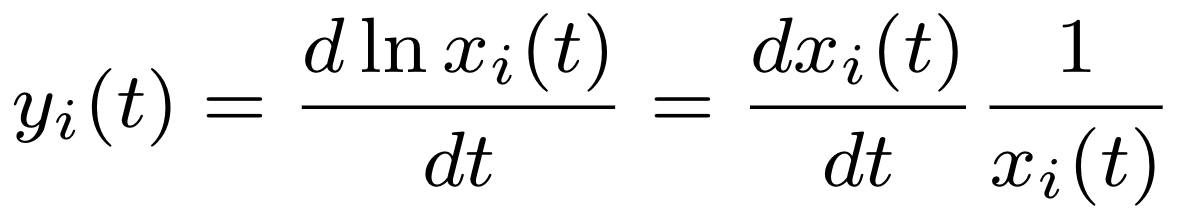 y_i(t) = \frac{d \ln x_i(t)}{dt} = \frac{dx_i(t)}{dt} \frac{1}{x_i(t)}